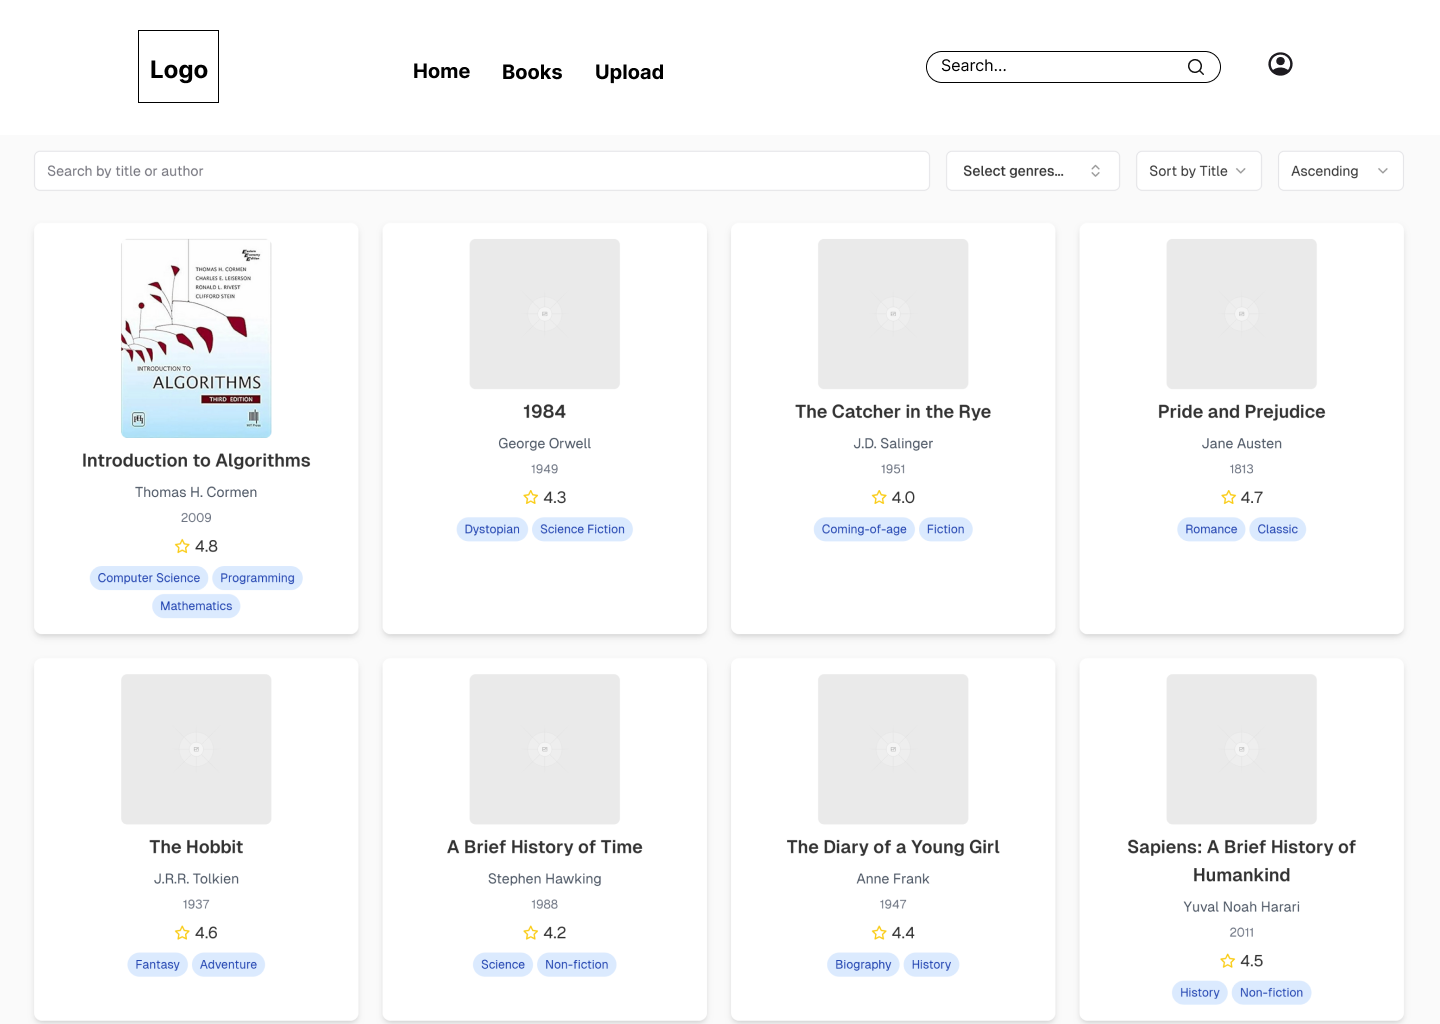 Logo
Home
Books
Upload
Search...
Search by title or author
Select genres...
Sort by Title
Ascending
THOMAS H. CORMEN
CHARLES E. LEISERSON
RONALD L. RIVEST
CLIFFORD STEIN
INTRODUCTION TO
ALGORITHMS
THIRD EDITION
Introduction to Algorithms
Thomas H. Cormen
2009
4.8
Computer Science
Programming
Mathematics
1984
George Orwell
1949
4.3
Dystopian
Science Fiction
The Catcher in the Rye
J.D. Salinger
1951
4.0
Coming-of-age
Fiction
Pride and Prejudice
Jane Austen
1813
4.7
Romance
Classic
The Hobbit
J.R.R. Tolkien
1937
4.6
Fantasy
Adventure
A Brief History of Time
Stephen Hawking
1988
4.2
Science
Non-fiction
The Diary of a Young Girl
Anne Frank
1947
4.4
Biography
History
Sapiens: A Brief History of
Humankind
Yuval Noah Harari
2011
4.5
History
Non-fiction